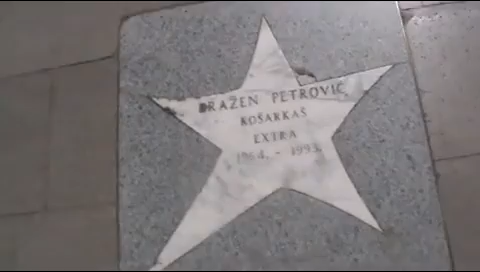 DRAŽEN PETROVIĆ
KOŠARKAŠ
EXTRA
1964. - 1993.